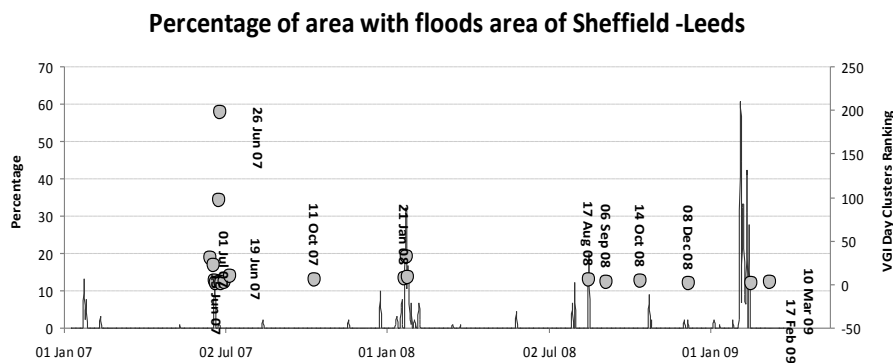 Percentage of area with floods area of Sheffield -Leeds
70
60
50
40
30
20
10
0
Percentage
250
200
150
100
50
0
-50
VGI Day Clusters Ranking
26 Jun 07
01 Jul 07
19 Jun 07
Jun 07
11 Oct 07
21 Jan 08
17 Aug 08
06 Sep 08
14 Oct 08
08 Dec 08
17 Feb 09
10 Mar 09
01 Jan 07
02 Jul 07
01 Jan 08
02 Jul 08
01 Jan 09